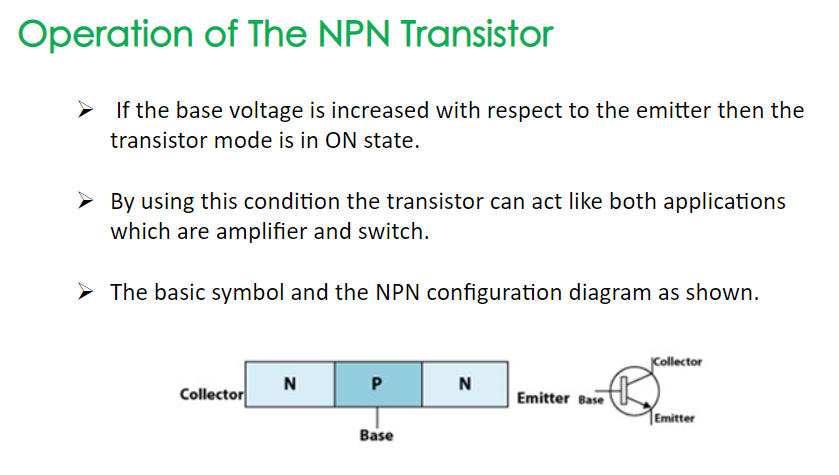 Operation of The NPN Transistor
➢ If the base voltage is increased with respect to the emitter then the
transistor mode is in ON state.
➢ By using this condition the transistor can act like both applications
which are amplifier and switch.
➢ The basic symbol and the NPN configuration diagram as shown.
Collector
N
P
N
Emitter
Base
Base
Collector
Emitter